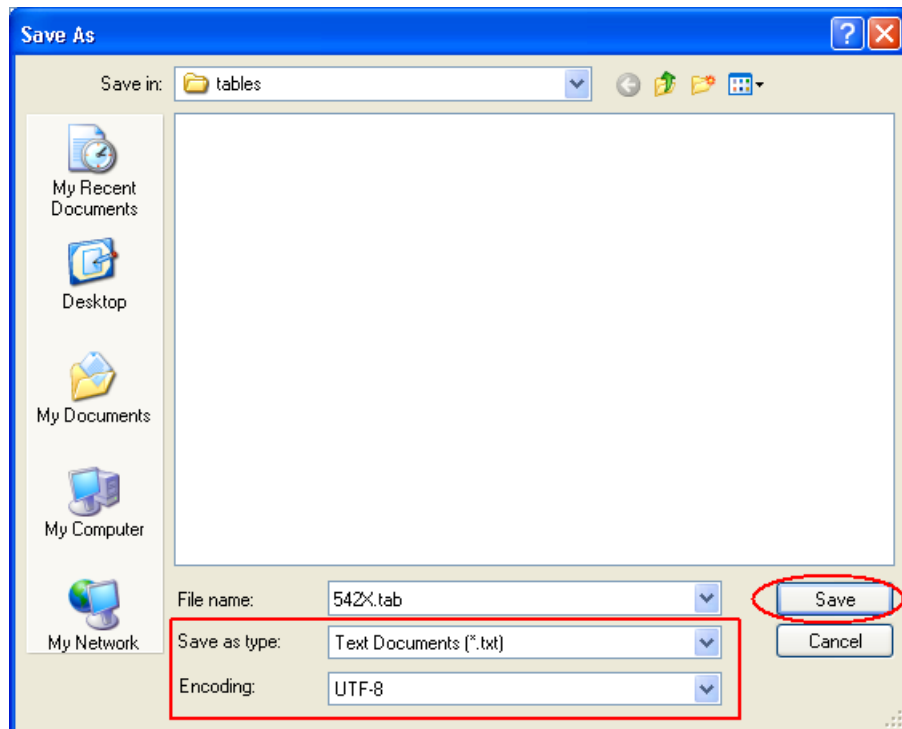 Save As
Save in: tables
My Recent
Documents
Desktop
My Documents
My Computer
My Network
File name: 542X.tab Save
Save as type: Text Documents (*.txt) Cancel
Encoding: UTF-8